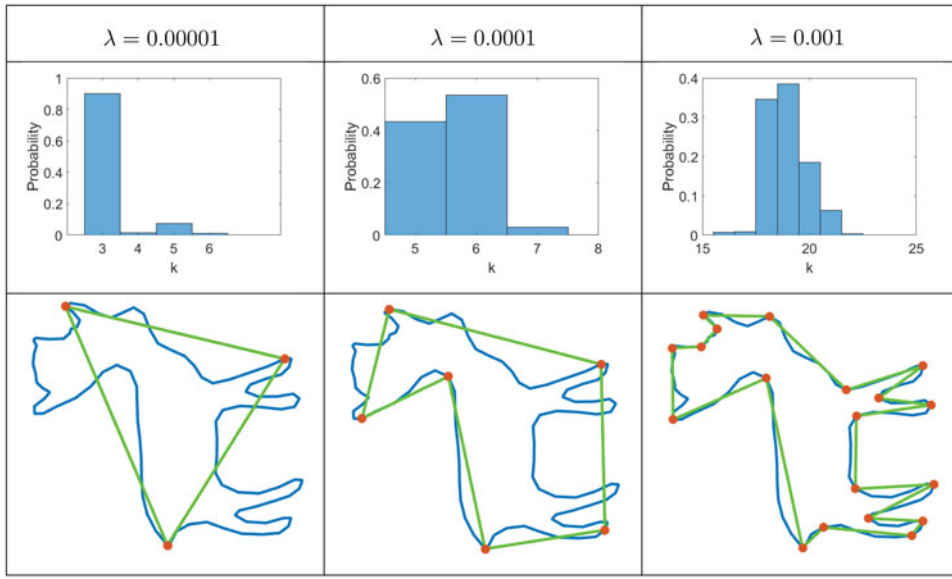 λ = 0.00001
λ = 0.0001
λ = 0.001
1
0.8
0.6
0.4
0.2
0
Probability
3 4 5 6
k
0.6
0.4
0.2
0
Probability
5 6 7 8
k
0.4
0.3
0.2
0.1
0
Probability
15 20 25
k